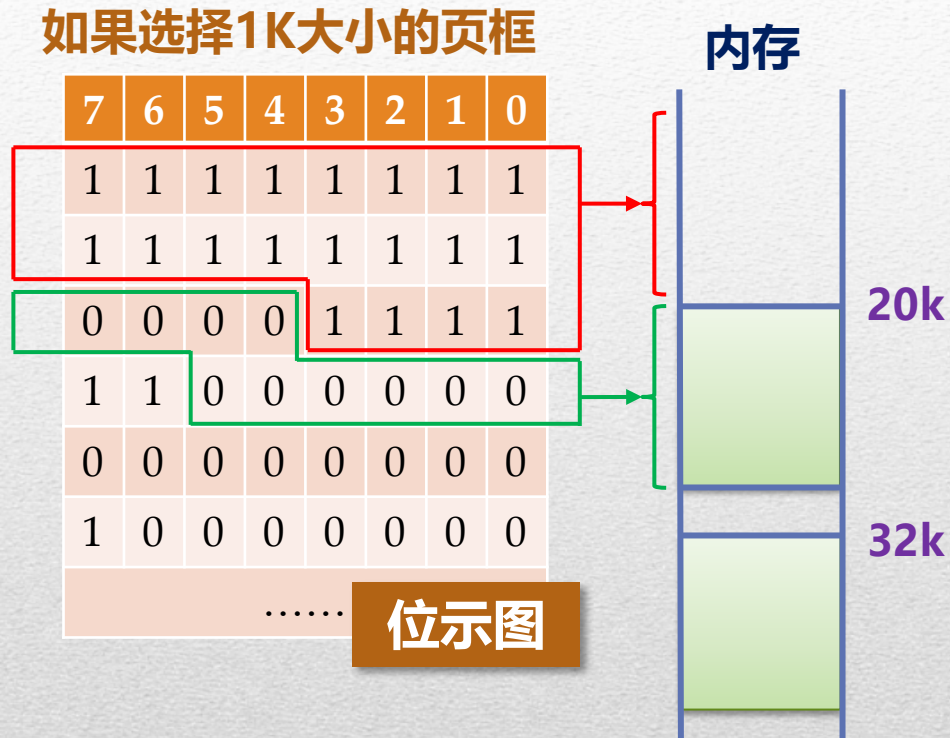 如果选择1K大小的页框
内存
7 6 5 4 3 2 1 0
1 1 1 1 1 1 1 1
1 1 1 1 1 1 1 1
0 0 0 0 1 1 1 1
1 1 0 0 0 0 0 0
0 0 0 0 0 0 0 0
1 0 0 0 0 0 0 0
……
位示图
20k
32k